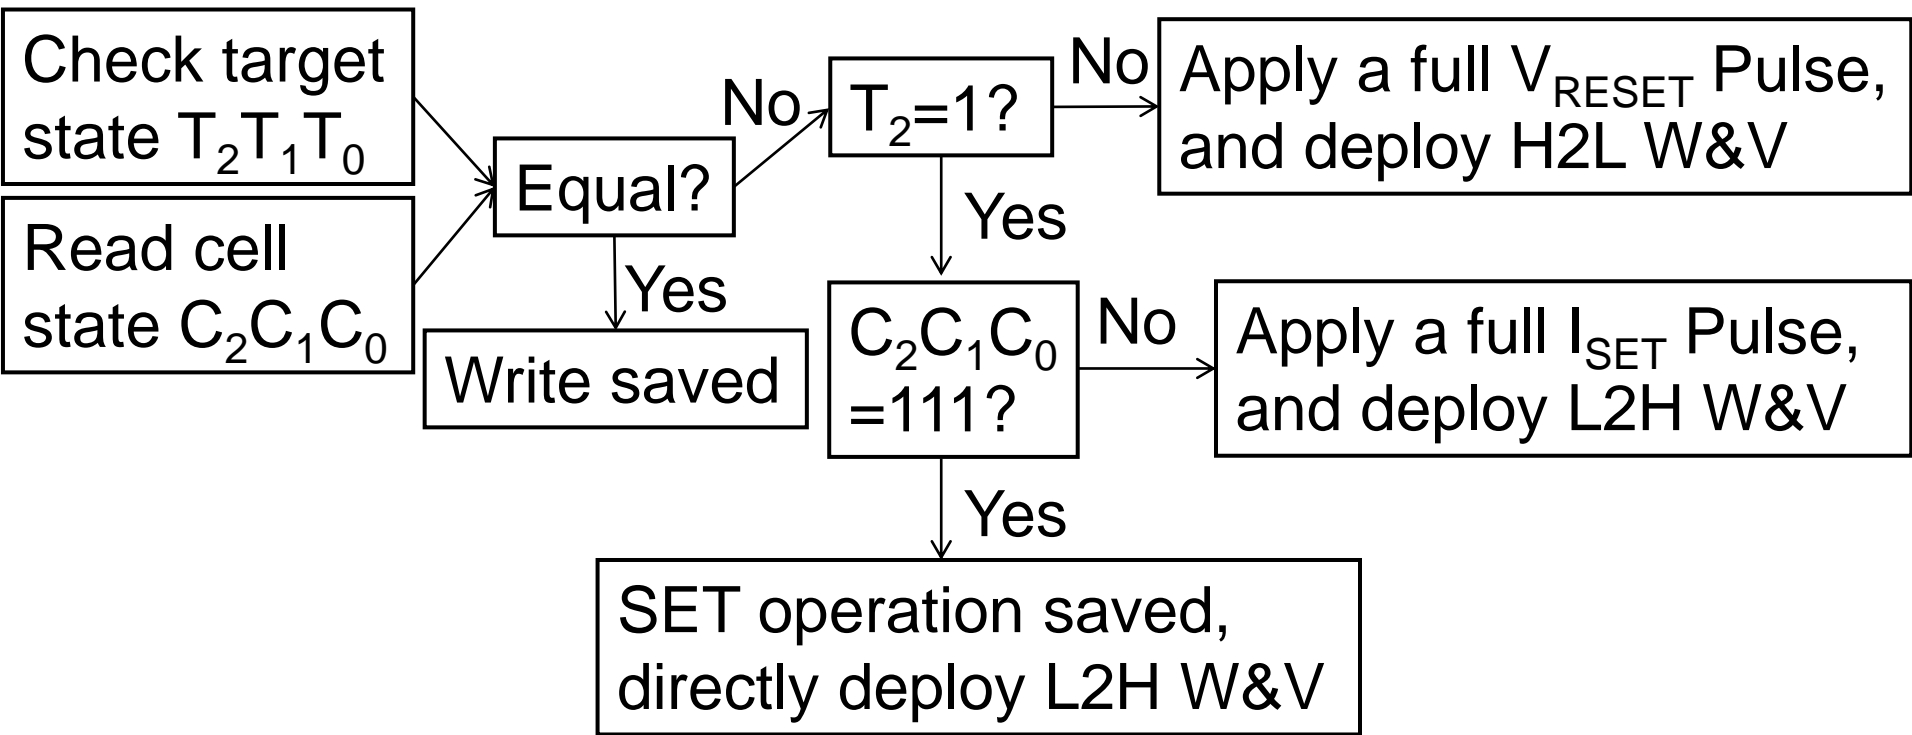 Check target
state T₂T₁T₀
Read cell
state C₂C₁C₀
Equal?
Yes
Write saved
No
T₂=1?
No
Apply a full V_RESET Pulse,
and deploy H2L W&V
Yes
C₂C₁C₀
=111?
No
Apply a full I_SET Pulse,
and deploy L2H W&V
Yes
SET operation saved,
directly deploy L2H W&V